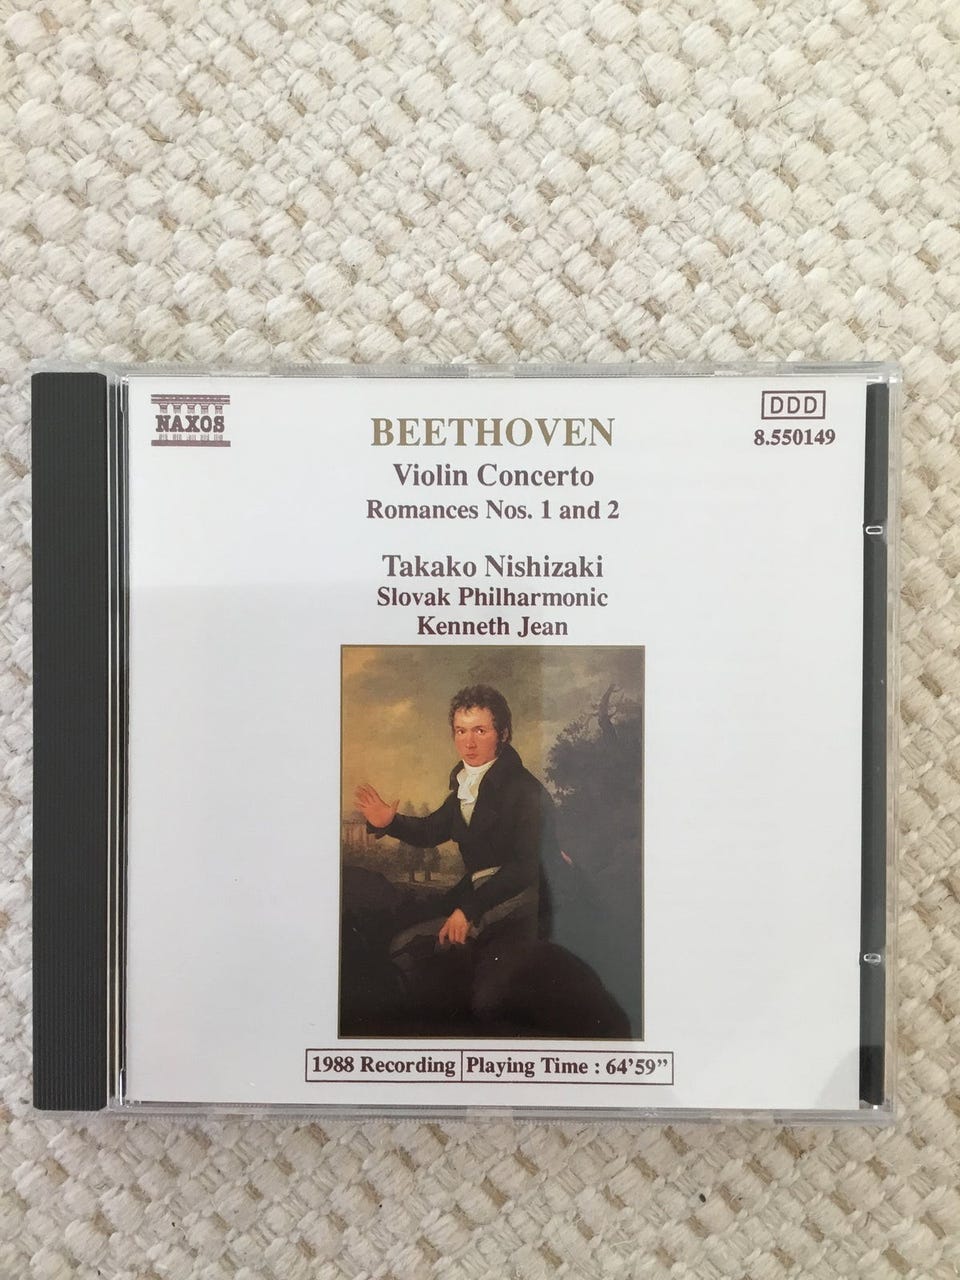 NAXOS
DDD
8.550149
BEETHOVEN
Violin Concerto
Romances Nos. 1 and 2
Takako Nishizaki
Slovak Philharmonic
Kenneth Jean
1988 Recording Playing Time : 64'59”